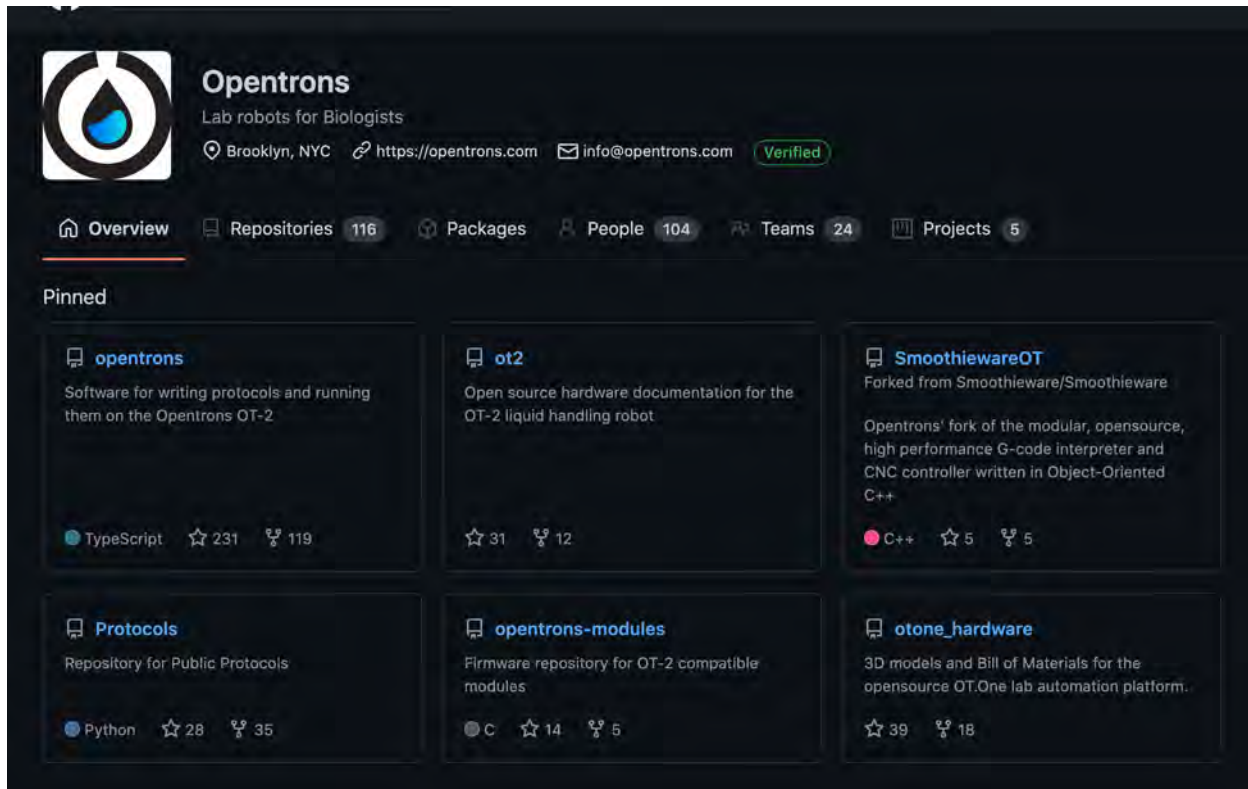 Opentrons
Lab robots for Biologists
Brooklyn, NYC https://opentrons.com info@opentrons.com Verified
Overview Repositories 116 Packages People 104 Teams 24 Projects 5
Pinned
opentrons
Software for writing protocols and running
them on the Opentrons OT-2
TypeScript 231 119
ot2
Open source hardware documentation for the
OT-2 liquid handling robot
31 12
SmoothiewareOT
Forked from Smoothieware/Smoothieware
Opentrons' fork of the modular, opensource,
high performance G-code interpreter and
CNC controller written in Object-Oriented
C++
C++ 5 5
Protocols
Repository for Public Protocols
Python 28 35
opentrons-modules
Firmware repository for OT-2 compatible
modules
C 14 5
otone_hardware
3D models and Bill of Materials for the
opensource OT.One lab automation platform.
39 18